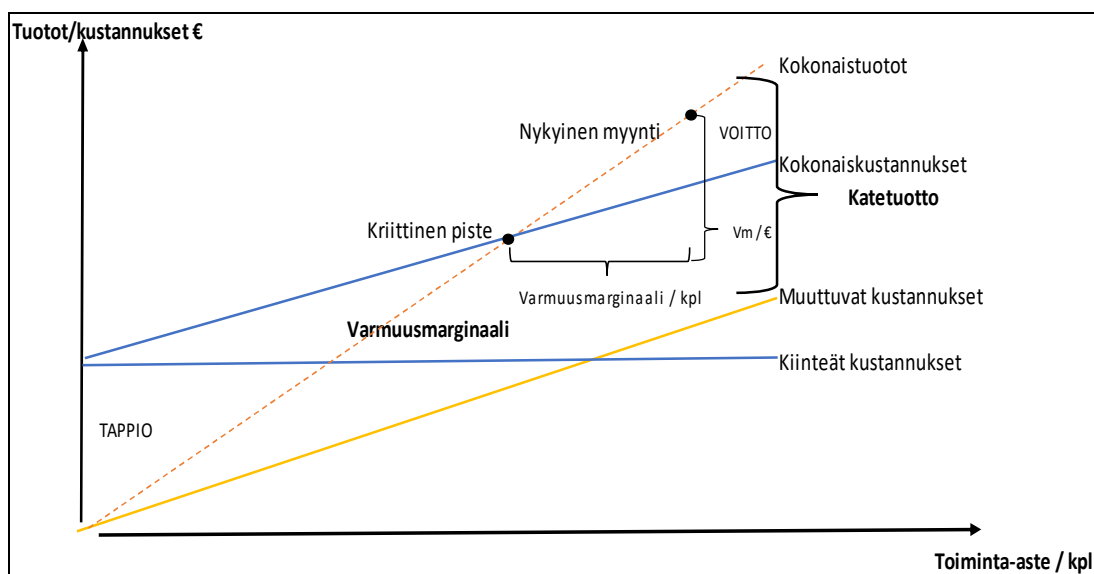 Tuotot/kustannukset €
Kokonaistuotot
Nykyinen myynti
VOITTO
Kokonaiskustannukset
Katetuotto
Kriittinen piste
Vm / €
Varmuusmarginaali / kpl
Muuttuvat kustannukset
Varmuusmarginaali
Kiinteät kustannukset
TAPPIO
Toiminta-aste / kpl